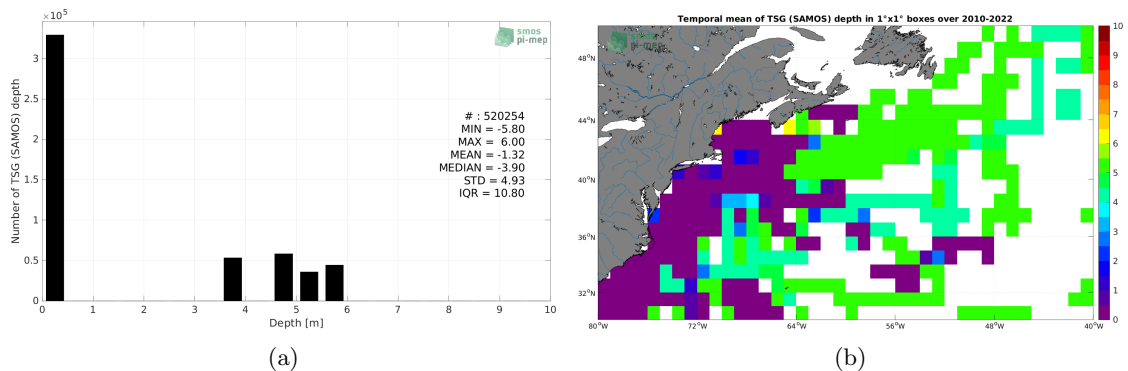 ×10⁵
smos
pi-mep
3
2.5
2
1.5
1
0.5
0
Number of TSG (SAMOS) depth
# : 520254
MIN = -5.80
MAX = 6.00
MEAN = -1.32
MEDIAN = -3.90
STD = 4.93
IQR = 10.80
0 1 2 3 4 5 6 7 8 9 10
Depth [m]
(a)
Temporal mean of TSG (SAMOS) depth in 1°x1° boxes over 2010-2022
smos
pi-mep
48°N
44°N
40°N
36°N
32°N
80°W 72°W 64°W 56°W 48°W 40°W
10
9
8
7
6
5
4
3
2
1
0
(b)